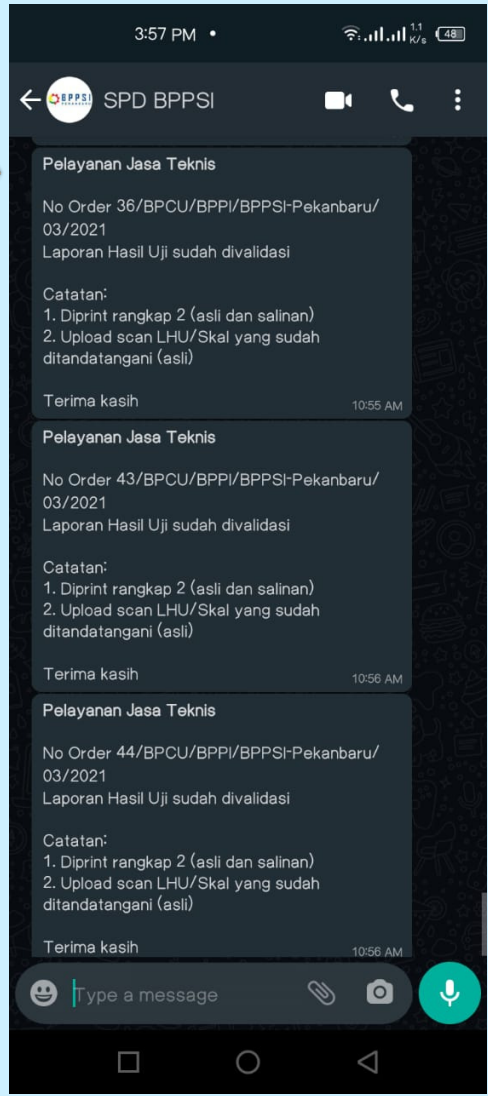 3:57 PM •
1.1
K/s
48
BPPSI
SPD BPPSI
Pelayanan Jasa Teknis
No Order 36/BPCU/BPPI/BPPSI-Pekanbaru/
03/2021
Laporan Hasil Uji sudah divalidasi
Catatan:
1. Diprint rangkap 2 (asli dan salinan)
2. Upload scan LHU/Skal yang sudah
ditandatangani (asli)
Terima kasih
10:55 AM
Pelayanan Jasa Teknis
No Order 43/BPCU/BPPI/BPPSI-Pekanbaru/
03/2021
Laporan Hasil Uji sudah divalidasi
Catatan:
1. Diprint rangkap 2 (asli dan salinan)
2. Upload scan LHU/Skal yang sudah
ditandatangani (asli)
Terima kasih
10:56 AM
Pelayanan Jasa Teknis
No Order 44/BPCU/BPPI/BPPSI-Pekanbaru/
03/2021
Laporan Hasil Uji sudah divalidasi
Catatan:
1. Diprint rangkap 2 (asli dan salinan)
2. Upload scan LHU/Skal yang sudah
ditandatangani (asli)
Terima kasih
10:56 AM
Type a message